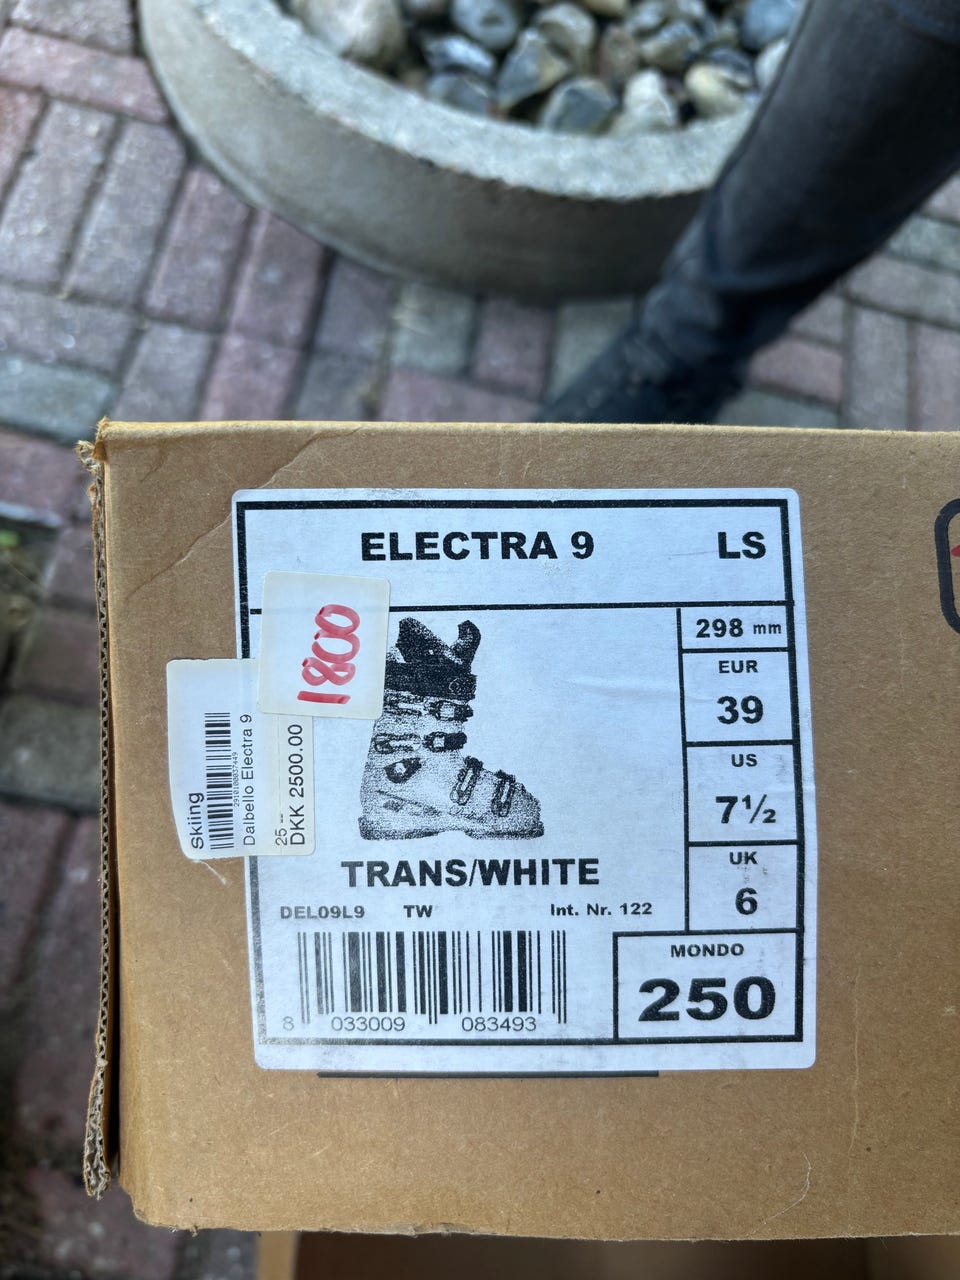 ELECTRA 9 LS
1800
298 mm
EUR
39
US
7½
UK
6
MONDO
250
Skiing
Dalbello Electra 9
25--
DKK 2500.00
TRANS/WHITE
DEL09L9 TW Int. Nr. 122
8 033009 083493